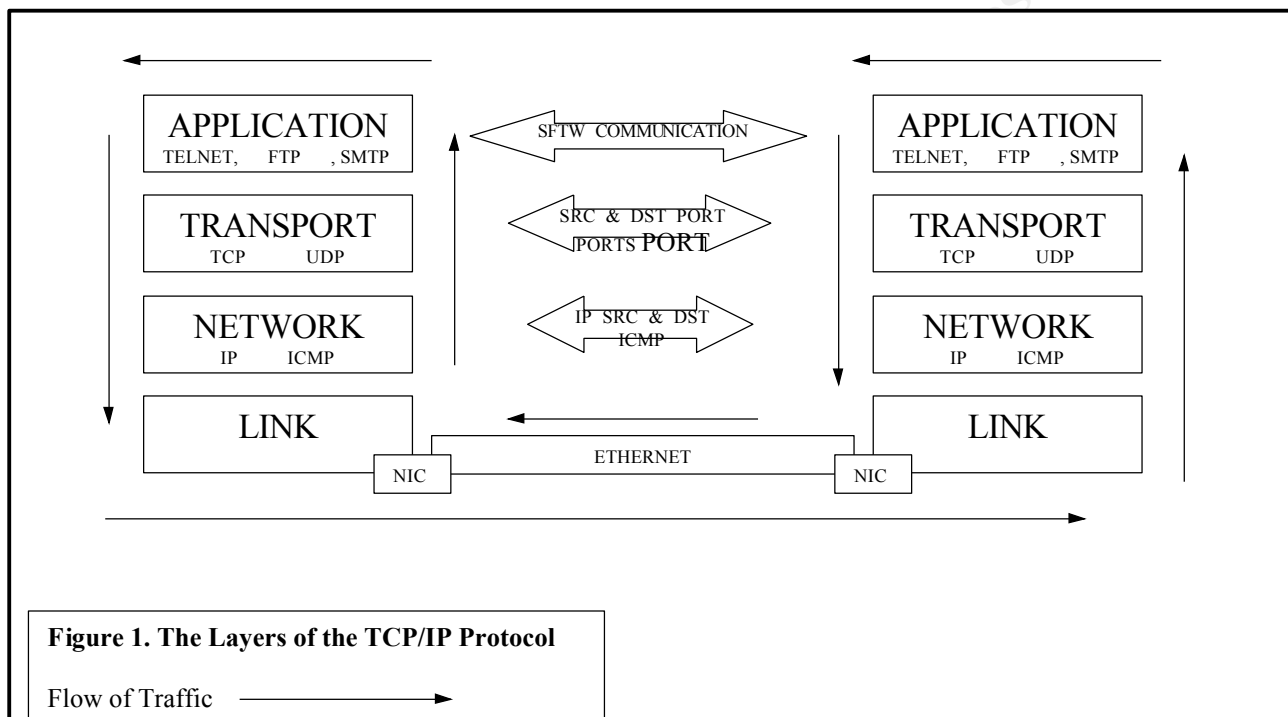 APPLICATION
TELNET, FTP , SMTP
TRANSPORT
TCP UDP
NETWORK
IP ICMP
LINK
NIC
SFTW COMMUNICATION
SRC & DST PORT
PORTS PORT
IP SRC & DST
ICMP
ETHERNET
APPLICATION
TELNET, FTP , SMTP
TRANSPORT
TCP UDP
NETWORK
IP ICMP
LINK
NIC
Figure 1. The Layers of the TCP/IP Protocol
Flow of Traffic